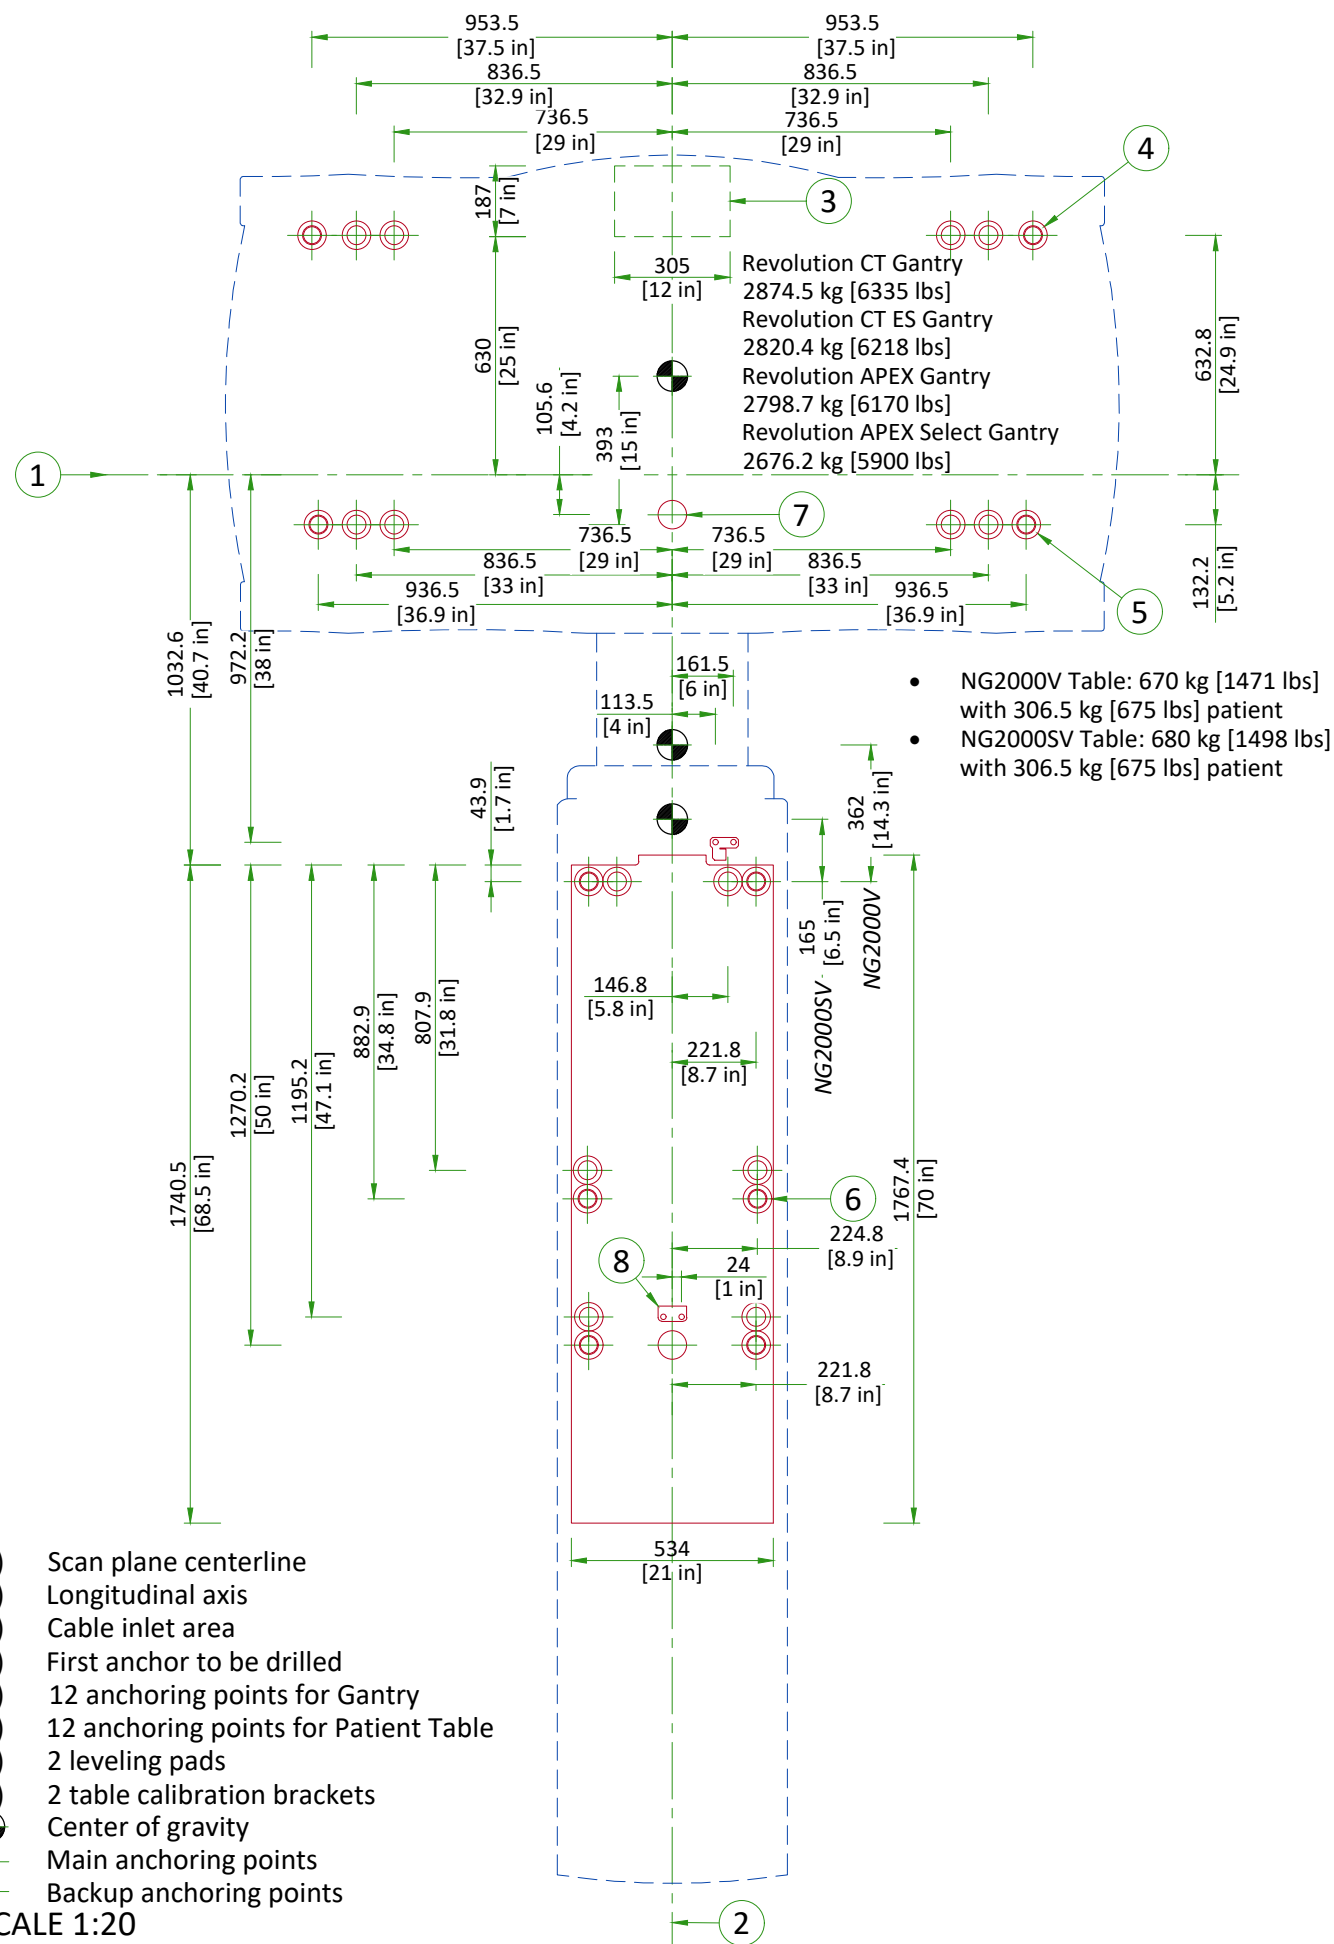 953.5
[37.5 in]
953.5
[37.5 in]
836.5
[32.9 in]
836.5
[32.9 in]
736.5
[29 in]
736.5
[29 in]
4
3
187
[7 in]
305
[12 in]
Revolution CT Gantry
2874.5 kg [6335 lbs]
Revolution CT ES Gantry
2820.4 kg [6218 lbs]
Revolution APEX Gantry
2798.7 kg [6170 lbs]
Revolution APEX Select Gantry
2676.2 kg [5900 lbs]
630
[25 in]
105.6
[4.2 in]
393
[15 in]
632.8
[24.9 in]
1
7
736.5
[29 in]
736.5
[29 in]
836.5
[33 in]
836.5
[33 in]
936.5
[36.9 in]
936.5
[36.9 in]
132.2
[5.2 in]
5
1032.6
[40.7 in]
972.2
[38 in]
161.5
[6 in]
113.5
[4 in]
• NG2000V Table: 670 kg [1471 lbs]
with 306.5 kg [675 lbs] patient
• NG2000SV Table: 680 kg [1498 lbs]
with 306.5 kg [675 lbs] patient
43.9
[1.7 in]
362
[14.3 in]
NG2000V
165
[6.5 in]
NG2000SV
146.8
[5.8 in]
221.8
[8.7 in]
882.9
[34.8 in]
807.9
[31.8 in]
1270.2
[50 in]
1195.2
[47.1 in]
1740.5
[68.5 in]
1767.4
[70 in]
6
224.8
[8.9 in]
8
24
[1 in]
221.8
[8.7 in]
534
[21 in]
) Scan plane centerline
) Longitudinal axis
) Cable inlet area
) First anchor to be drilled
) 12 anchoring points for Gantry
) 12 anchoring points for Patient Table
) 2 leveling pads
) 2 table calibration brackets
Center of gravity
Main anchoring points
Backup anchoring points
CALE 1:20
2